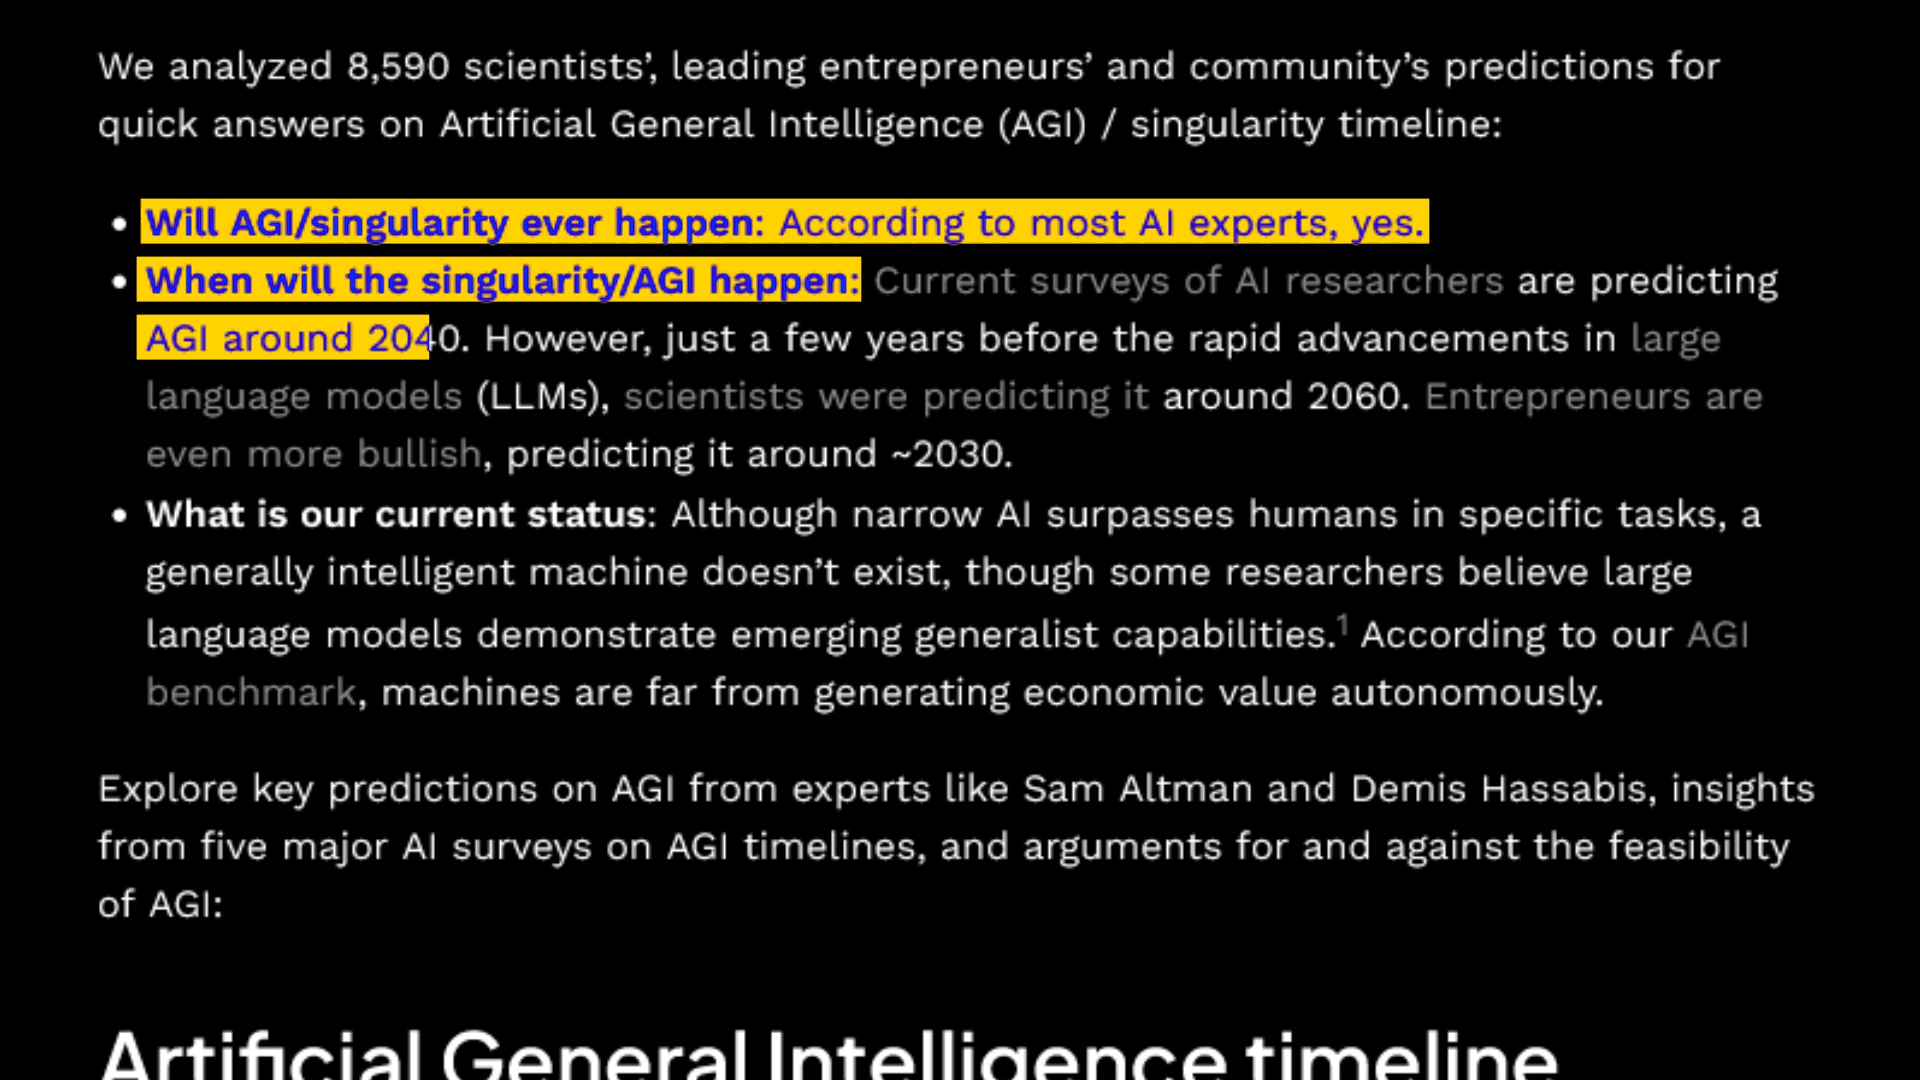 We analyzed 8,590 scientists’, leading entrepreneurs’ and community’s predictions for
quick answers on Artificial General Intelligence (AGI) / singularity timeline:
• Will AGI/singularity ever happen: According to most AI experts, yes.
• When will the singularity/AGI happen: Current surveys of AI researchers are predicting
AGI around 2040. However, just a few years before the rapid advancements in large
language models (LLMs), scientists were predicting it around 2060. Entrepreneurs are
even more bullish, predicting it around ~2030.
• What is our current status: Although narrow AI surpasses humans in specific tasks, a
generally intelligent machine doesn’t exist, though some researchers believe large
language models demonstrate emerging generalist capabilities.1 According to our AGI
benchmark, machines are far from generating economic value autonomously.
Explore key predictions on AGI from experts like Sam Altman and Demis Hassabis, insights
from five major AI surveys on AGI timelines, and arguments for and against the feasibility
of AGI:
Artificial General Intelligence timeline